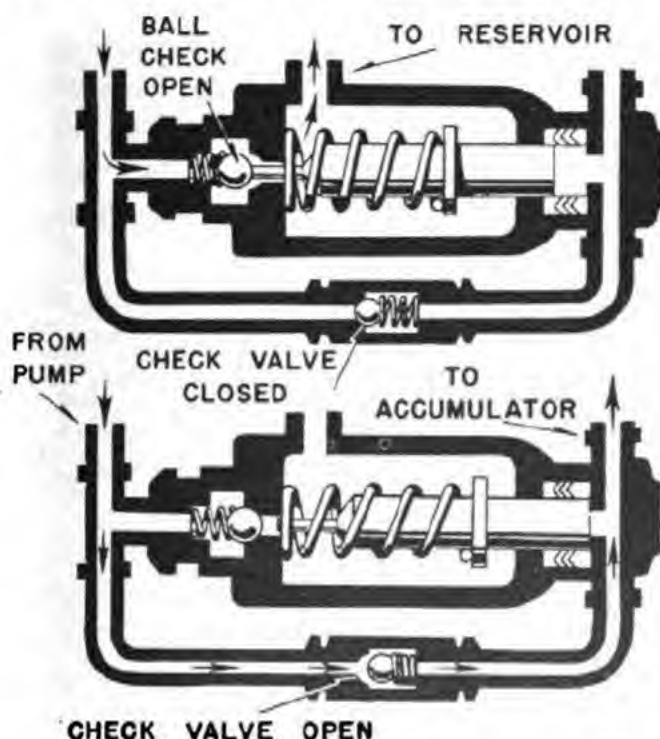 BALL
CHECK
OPEN
TO RESERVOIR
FROM
PUMP
CHECK VALVE
CLOSED
TO
ACCUMULATOR
CHECK VALVE OPEN